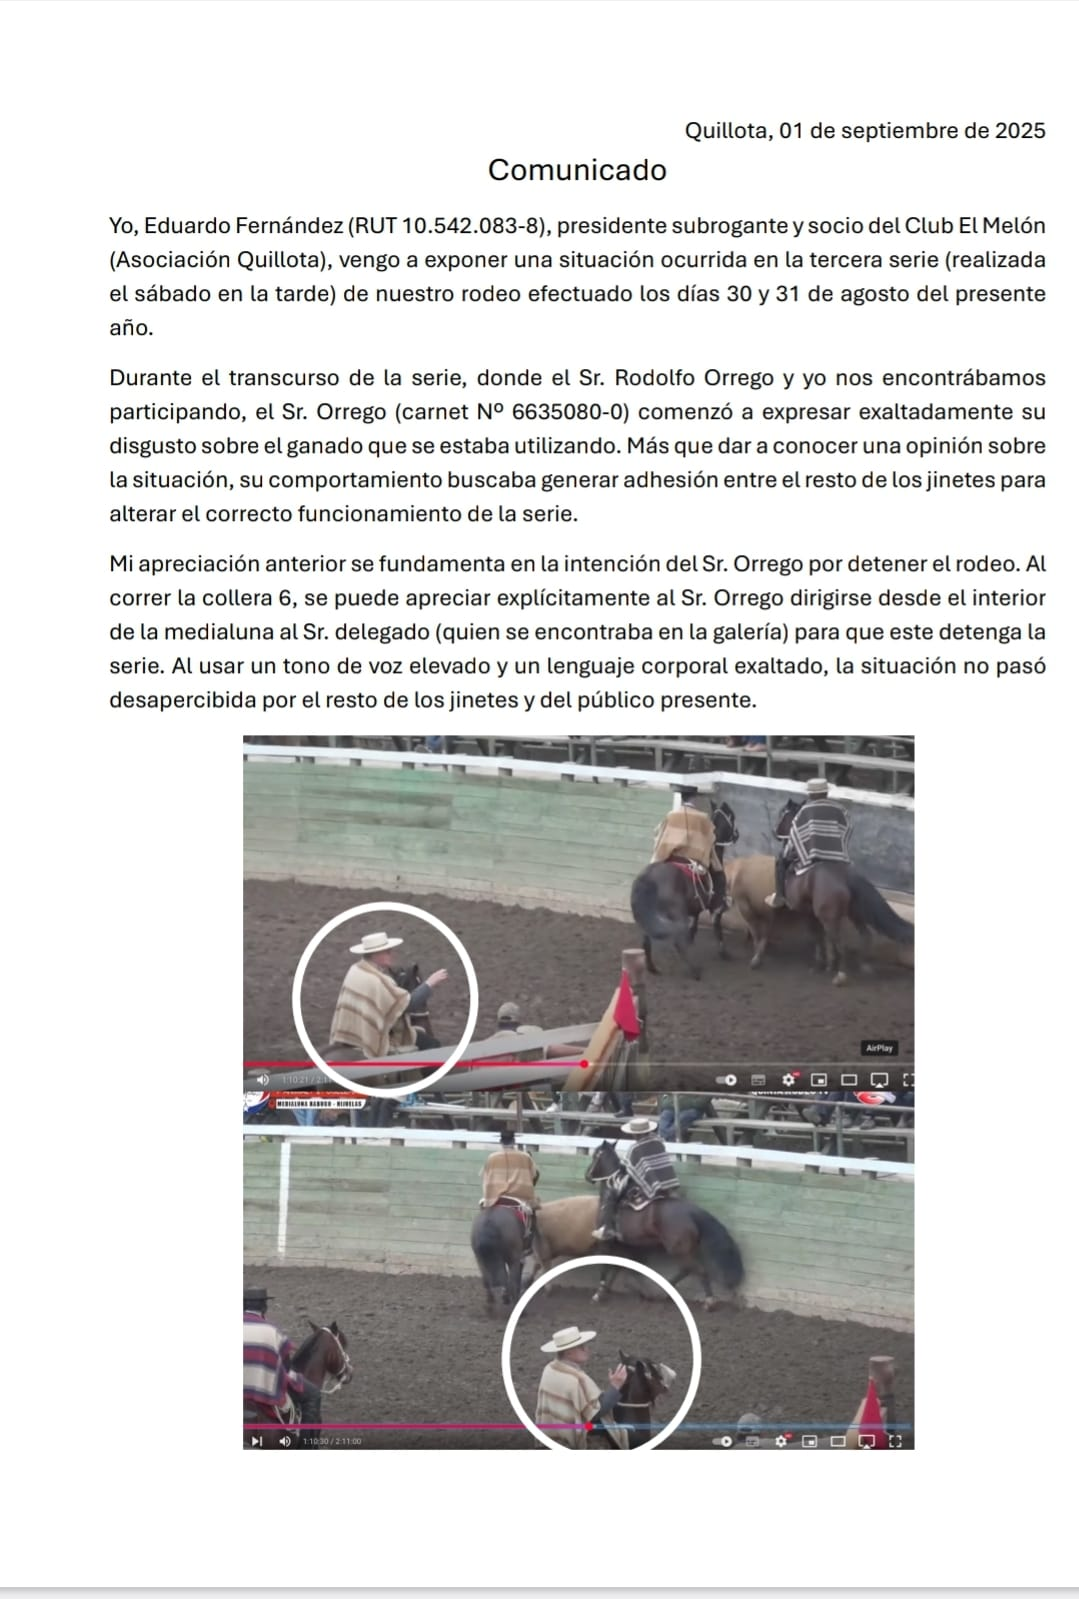 Quillota, 01 de septiembre de 2025
Comunicado
Yo, Eduardo Fernández (RUT 10.542.083-8), presidente subrogante y socio del Club El Melón
(Asociación Quillota), vengo a exponer una situación ocurrida en la tercera serie (realizada
el sábado en la tarde) de nuestro rodeo efectuado los días 30 y 31 de agosto del presente
año.
Durante el transcurso de la serie, donde el Sr. Rodolfo Orrego y yo nos encontrábamos
participando, el Sr. Orrego (carnet Nº 6635080-0) comenzó a expresar exaltadamente su
disgusto sobre el ganado que se estaba utilizando. Más que dar a conocer una opinión sobre
la situación, su comportamiento buscaba generar adhesión entre el resto de los jinetes para
alterar el correcto funcionamiento de la serie.
Mi apreciación anterior se fundamenta en la intención del Sr. Orrego por detener el rodeo. Al
correr la collera 6, se puede apreciar explícitamente al Sr. Orrego dirigirse desde el interior
de la medialuna al Sr. delegado (quien se encontraba en la galería) para que este detenga la
serie. Al usar un tono de voz elevado y un lenguaje corporal exaltado, la situación no pasó
desapercibida por el resto de los jinetes y del público presente.
AirPlay
1:10:21 / 2:11
MEDIALUNA - HIJUELAS
1:10:30 / 2:11:00